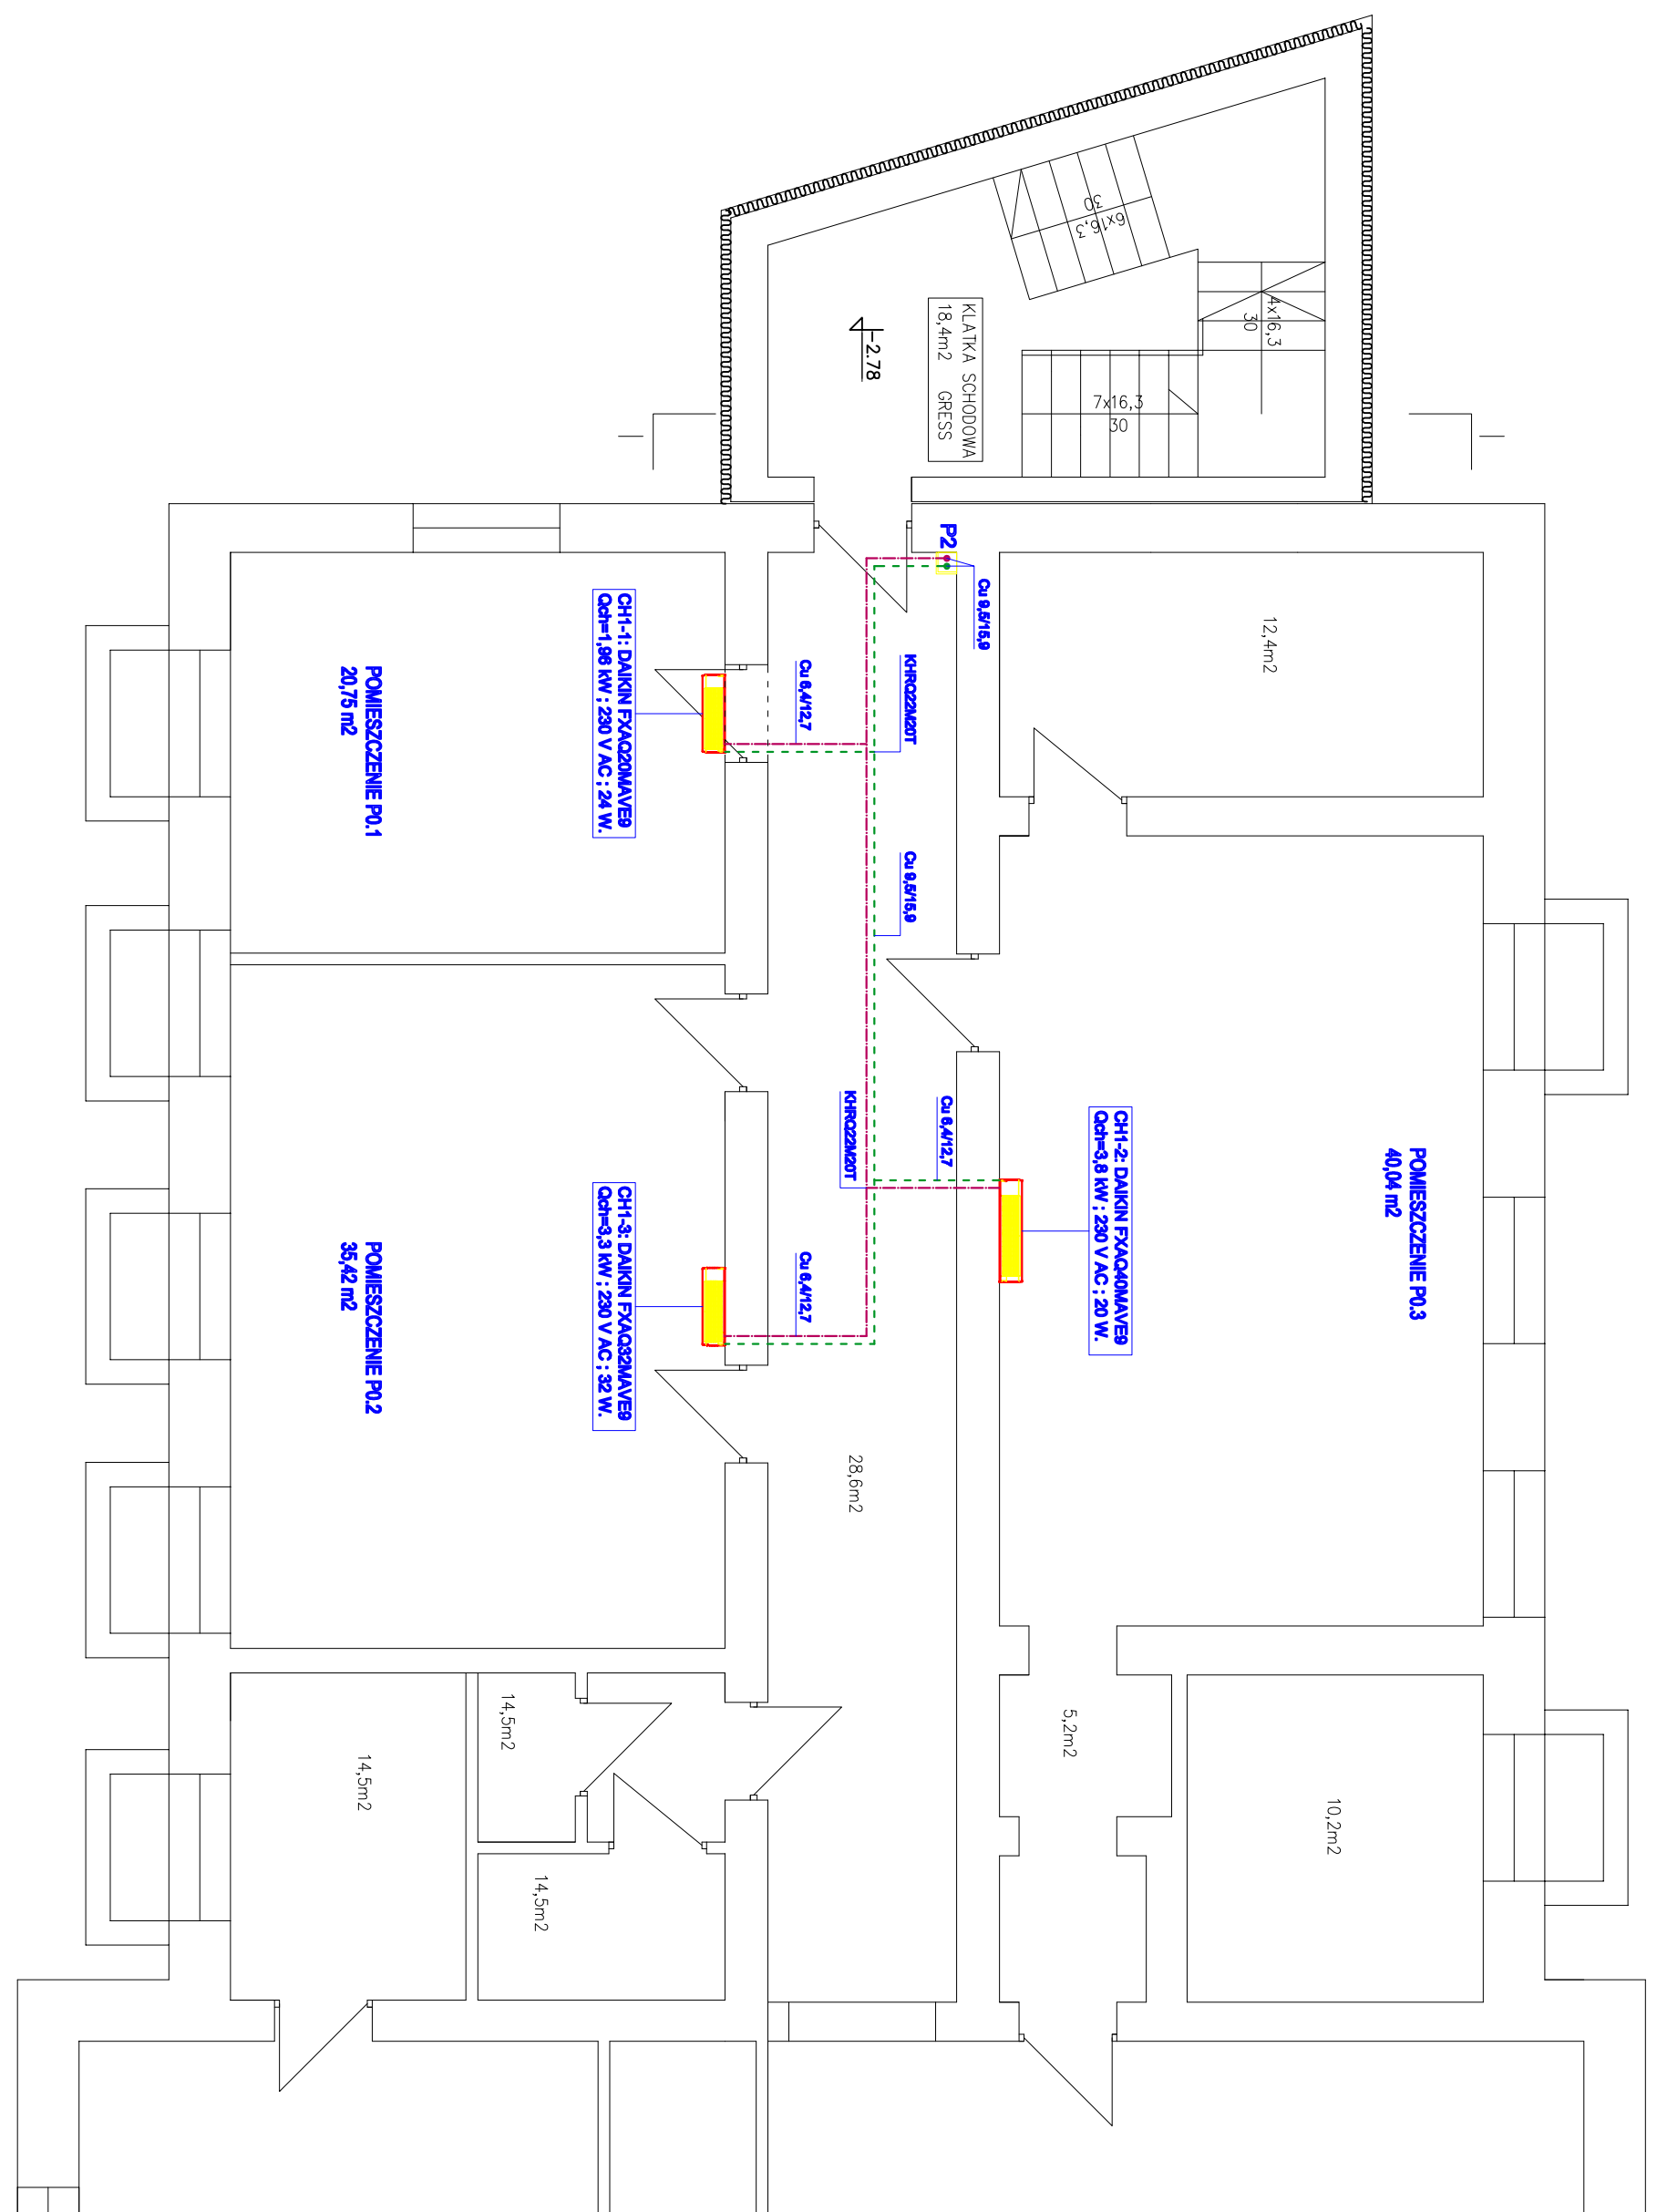 6x16,3
30
4x16,3
30
7x16,3
30
KLATKA SCHODOWA
18,4m2 GRESS
-2.78
P2
Cu 9,5/15,9
12,4m2
KHRQ22M20T
Cu 6,4/12,7
CH1-1: DAIKIN FXAQ20MAVE9
Qch=1,96 kW ; 230 V AC ; 24 W.
POMIESZCZENIE P0.1
20,75 m2
Cu 9,5/15,9
KHRQ22M20T
Cu 6,4/12,7
CH1-2: DAIKIN FXAQ40MAVE9
Qch=3,8 kW ; 230 V AC ; 20 W.
POMIESZCZENIE P0.3
40,04 m2
Cu 6,4/12,7
CH1-3: DAIKIN FXAQ32MAVE9
Qch=3,3 kW ; 230 V AC ; 32 W.
POMIESZCZENIE P0.2
35,42 m2
28,6m2
14,5m2
14,5m2
14,5m2
5,2m2
10,2m2